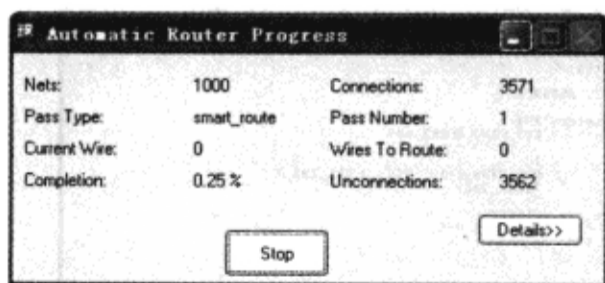 Automatic Router Progress
Nets: 1000 Connections: 3571
Pass Type: smart_route Pass Number: 1
Current Wire: 0 Wires To Route: 0
Completion: 0.25 % Unconnections: 3562
Details>>
Stop